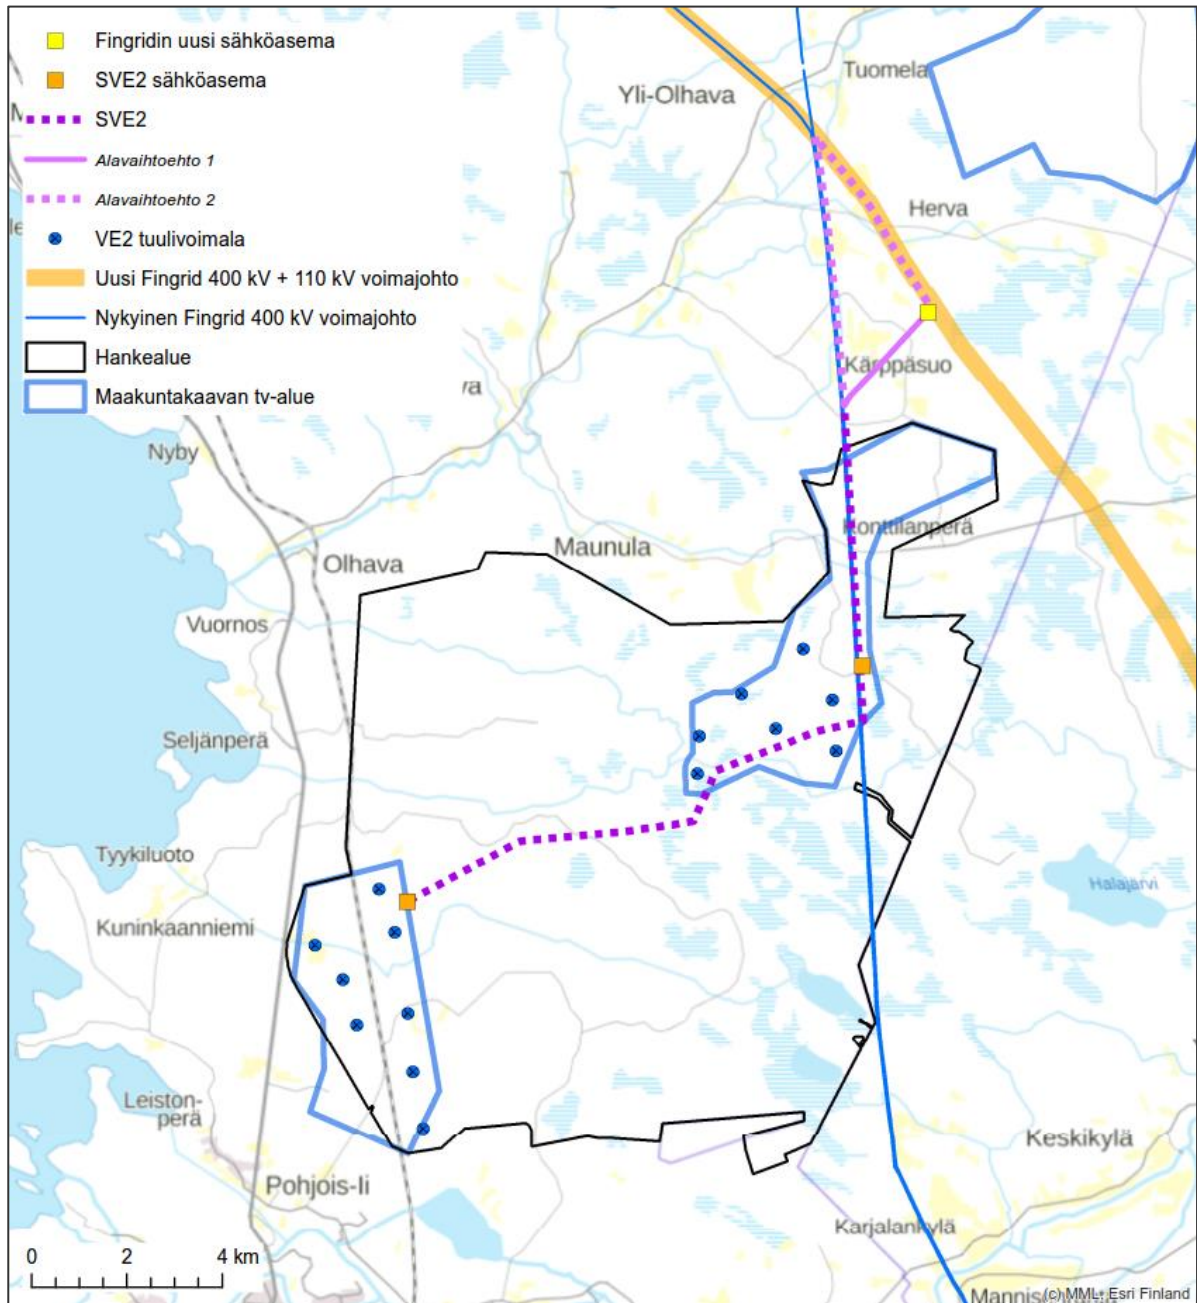 Fingridin uusi sähköasema
SVE2 sähköasema
SVE2
Alavaihtoehto 1
Alavaihtoehto 2
VE2 tuulivoimala
Uusi Fingrid 400 kV + 110 kV voimajohto
Nykyinen Fingrid 400 kV voimajohto
Hankealue
Maakuntakaavan tv-alue
Tuomela
Yli-Olhava
Herva
Kärppäsuo
Nyby
Konttilanperä
Maunula
Olhava
Vuornos
Seljänperä
Tyykiluoto
Halajärvi
Kuninkaanniemi
Leiston-
perä
Keskikylä
Pohjois-Ii
Karjalankylä
0 2 4 km
(c) MML, Esri Finland